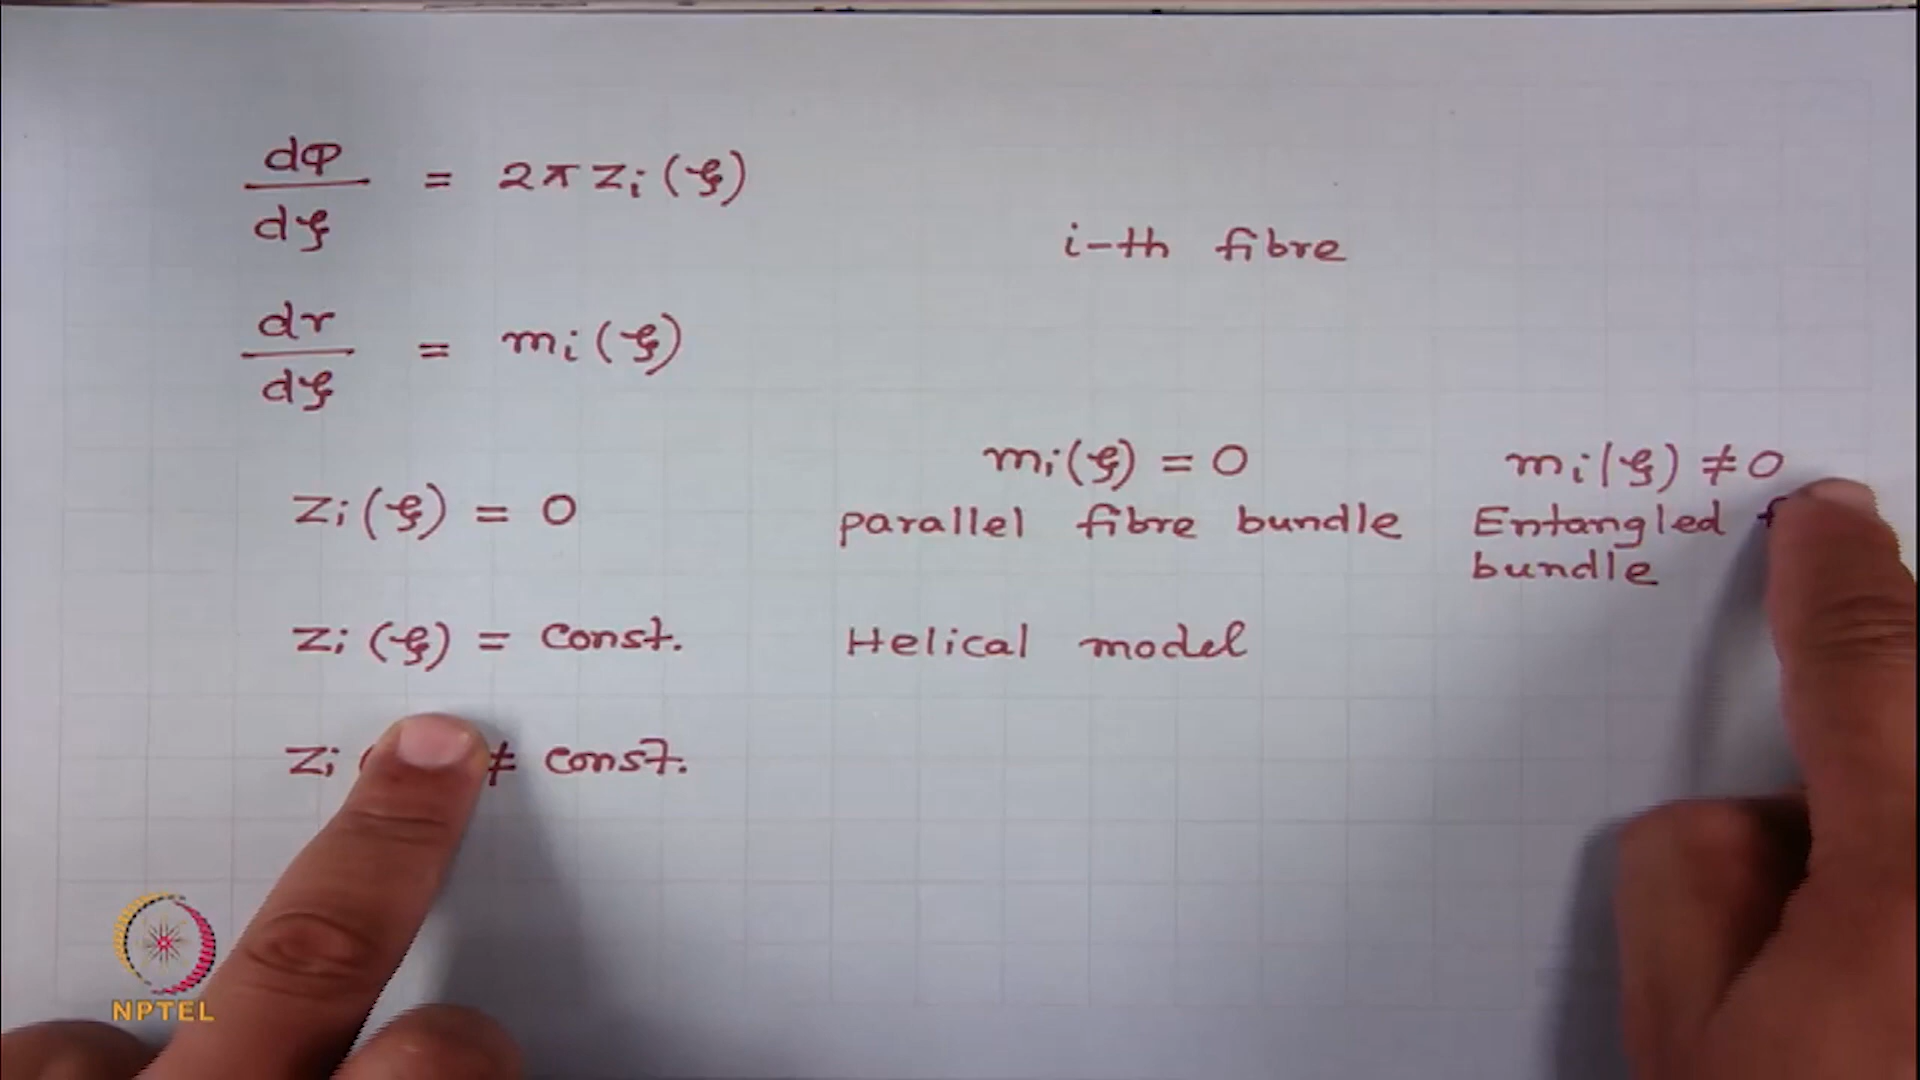 dφ/dξ = 2π Zi (ξ)
i-th fibre
dr/dξ = mi (ξ)
mi(ξ) = 0
mi(ξ) ≠ 0
Zi (ξ) = 0
parallel fibre bundle
Entangled
bundle
Zi (ξ) = Const.
Helical model
Zi ( ≠ Const.
NPTEL